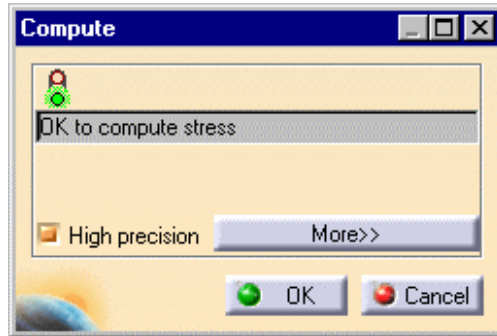 Compute
OK to compute stress
High precision
More>>
OK
Cancel